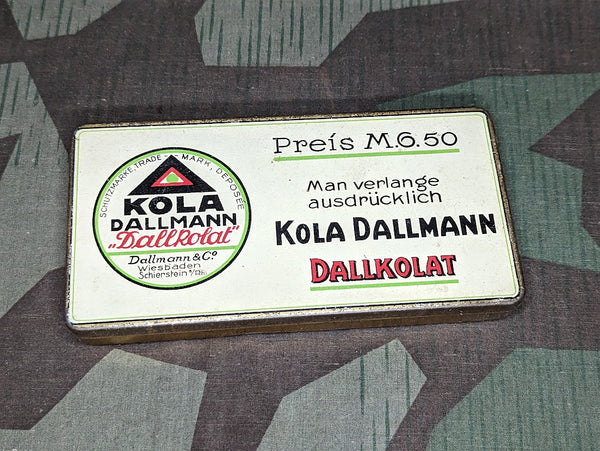 SCHUTZMARKE, TRADE MARK, DEPOSÉE
KOLA
DALLMANN
„Dallkolat“
Dallmann & Co
Wiesbaden
Schierstein a/Rh.
Preis M.6.50
Man verlange
ausdrücklich
KOLA DALLMANN
DALLKOLAT